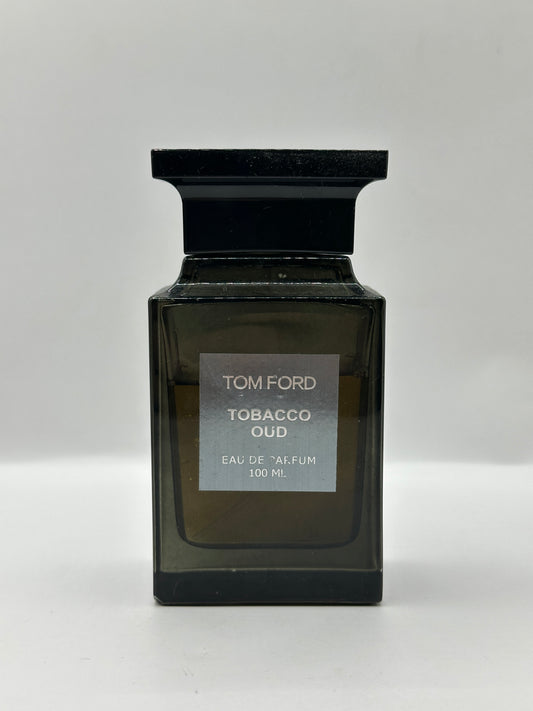 TOM FORD
TOBACCO
OUD
EAU DE PARFUM
100 ML